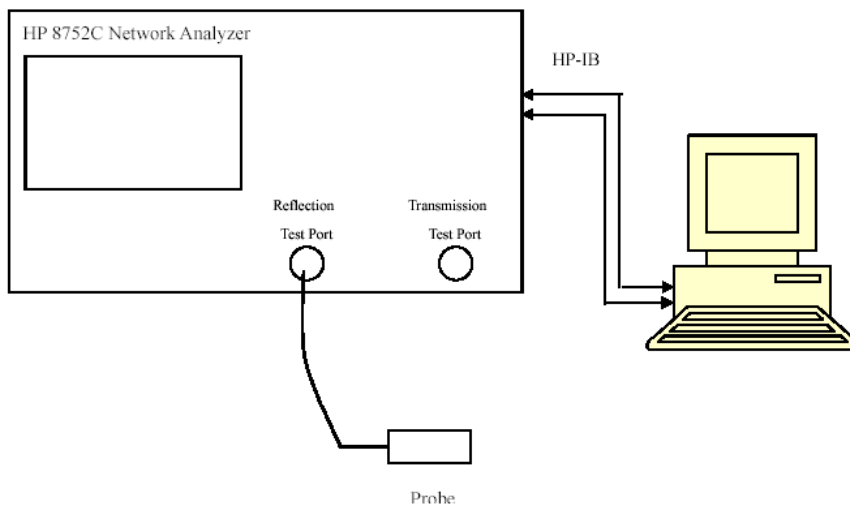 HP 8752C Network Analyzer
HP-IB
Reflection
Test Port
Transmission
Test Port
Probe